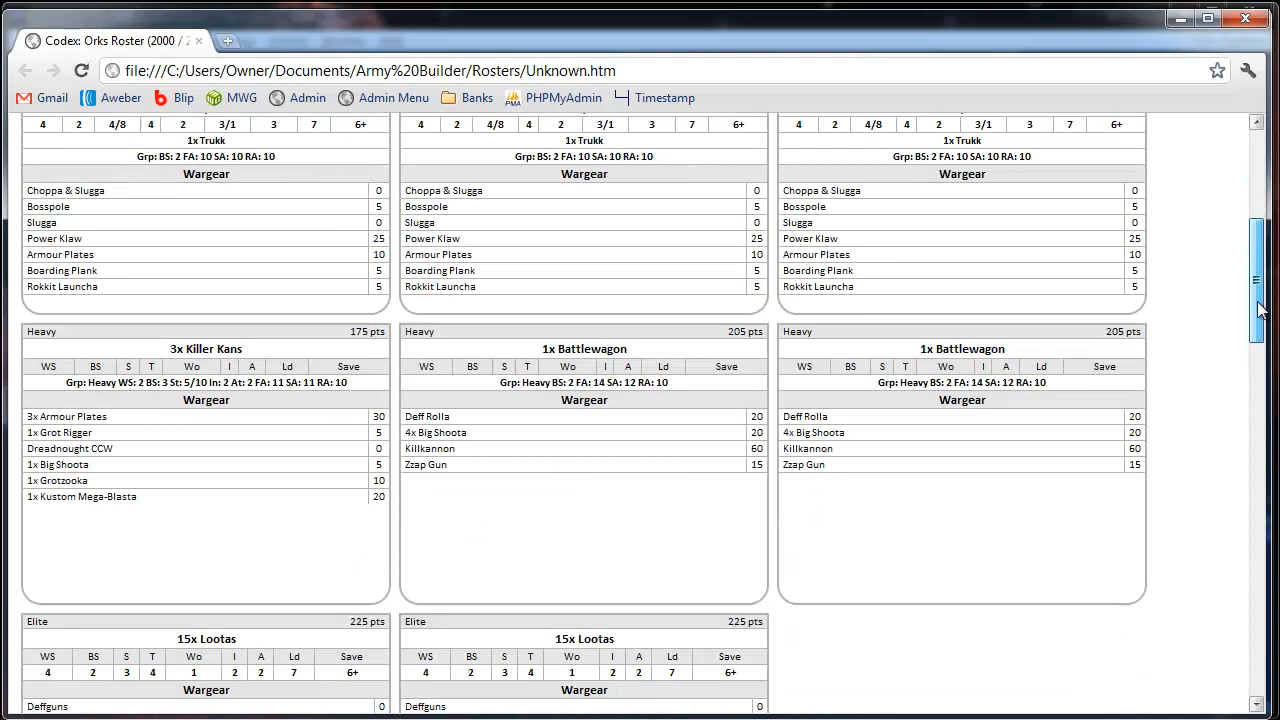 Codex: Orks Roster (2000 / 2
file:///C:/Users/Owner/Documents/Army%20Builder/Rosters/Unknown.htm
Gmail Aweber Blip MWG Admin Admin Menu Banks PHPMyAdmin Timestamp
4 2 4/8 4 2 3/1 3 7 6+ 4 2 4/8 4 2 3/1 3 7 6+ 4 2 4/8 4 2 3/1 3 7 6+
1x Trukk 1x Trukk 1x Trukk
Grp: BS: 2 FA: 10 SA: 10 RA: 10 Grp: BS: 2 FA: 10 SA: 10 RA: 10 Grp: BS: 2 FA: 10 SA: 10 RA: 10
Wargear Wargear Wargear
Choppa & Slugga 0 Choppa & Slugga 0 Choppa & Slugga 0
Bosspole 5 Bosspole 5 Bosspole 5
Slugga 0 Slugga 0 Slugga 0
Power Klaw 25 Power Klaw 25 Power Klaw 25
Armour Plates 10 Armour Plates 10 Armour Plates 10
Boarding Plank 5 Boarding Plank 5 Boarding Plank 5
Rokkit Launcha 5 Rokkit Launcha 5 Rokkit Launcha 5
Heavy 175 pts Heavy 205 pts Heavy 205 pts
3x Killer Kans 1x Battlewagon 1x Battlewagon
WS BS S T Wo I A Ld Save WS BS S T Wo I A Ld Save WS BS S T Wo I A Ld Save
Grp: Heavy WS: 2 BS: 3 St: 5/10 In: 2 At: 2 FA: 11 SA: 11 RA: 10 Grp: Heavy BS: 2 FA: 14 SA: 12 RA: 10 Grp: Heavy BS: 2 FA: 14 SA: 12 RA: 10
Wargear Wargear Wargear
3x Armour Plates 30 Deff Rolla 20 Deff Rolla 20
1x Grot Rigger 5 4x Big Shoota 20 4x Big Shoota 20
Dreadnought CCW 0 Killkannon 60 Killkannon 60
1x Big Shoota 5 Zzap Gun 15 Zzap Gun 15
1x Grotzooka 10
1x Kustom Mega-Blasta 20
Elite 225 pts Elite 225 pts
15x Lootas 15x Lootas
WS BS S T Wo I A Ld Save WS BS S T Wo I A Ld Save
4 2 3 4 1 2 2 7 6+ 4 2 3 4 1 2 2 7 6+
Wargear Wargear
Deffguns 0 Deffguns 0